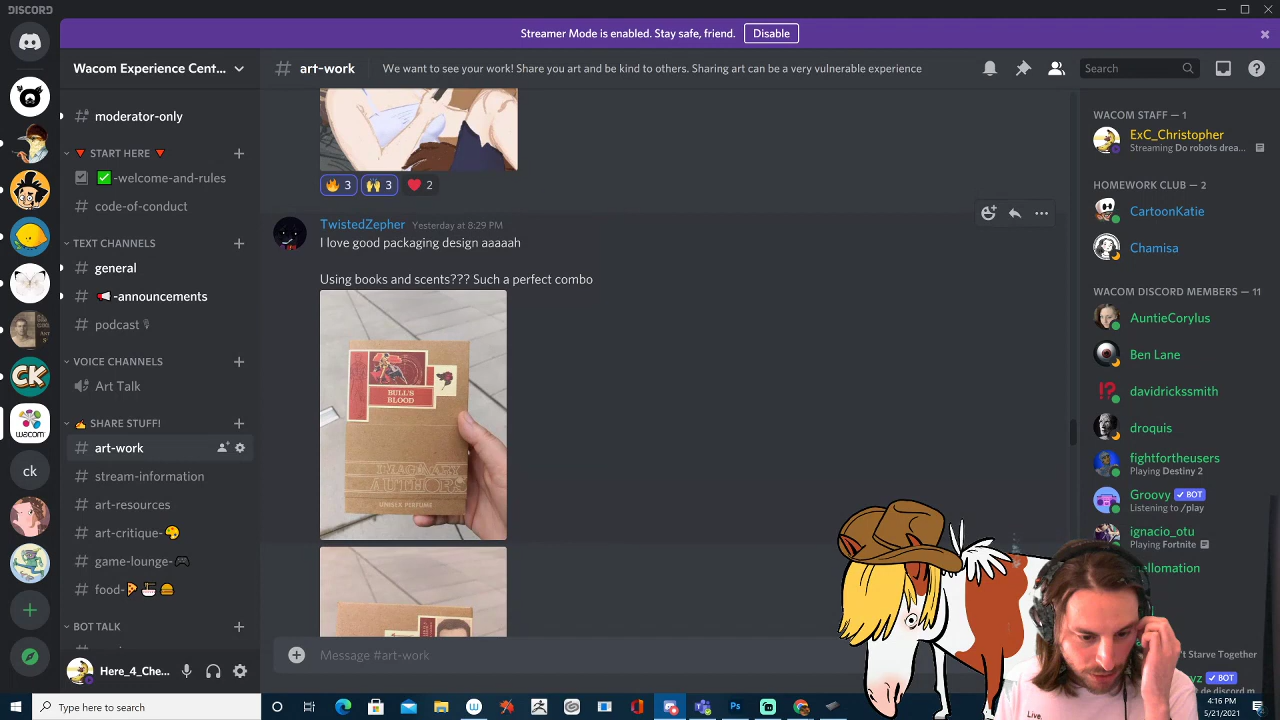 DISCORD
Streamer Mode is enabled. Stay safe, friend.
Disable
Wacom Experience Cent...
# art-work
We want to see your work! Share you art and be kind to others. Sharing art can be a very vulnerable experience
Search
moderator-only
START HERE
-welcome-and-rules
code-of-conduct
TEXT CHANNELS
general
-announcements
podcast
VOICE CHANNELS
Art Talk
SHARE STUFF!
art-work
stream-information
art-resources
art-critique-
game-lounge-
food-
BOT TALK
Here_4_Che...
CK
wacom
ck
3
3
2
TwistedZepher Yesterday at 8:29 PM
I love good packaging design aaaaah
Using books and scents??? Such a perfect combo
BULL'S
BLOOD
IMAGINARY
AUTHORS
UNISEX PERFUME
Message #art-work
WACOM STAFF — 1
ExC_Christopher
Streaming Do robots drea...
HOMEWORK CLUB — 2
CartoonKatie
Chamisa
WACOM DISCORD MEMBERS — 11
AuntieCorylus
Ben Lane
davidrickssmith
droquis
fightfortheusers
Playing Destiny 2
Groovy ✓ BOT
Listening to /play
ignacio_otu
Playing Fortnite
't Starve Together
yz ✓ BOT
de discord m
Live.
Type here to search
4:16 PM
5/21/2021